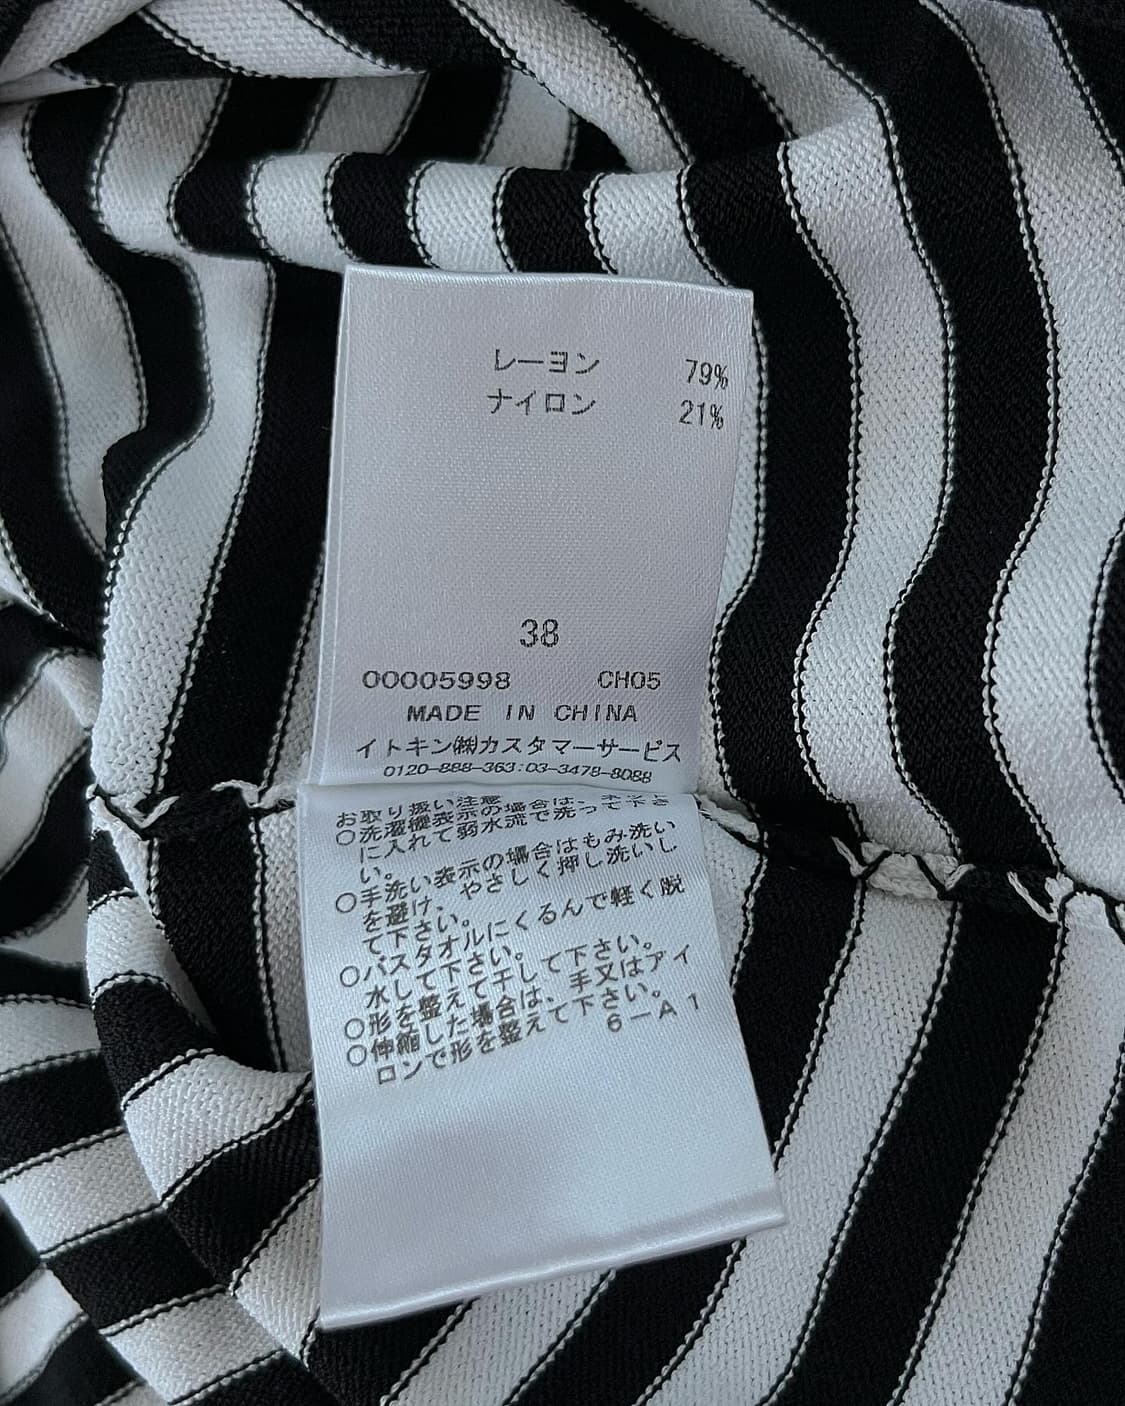 レーヨン 79%
ナイロン 21%
38
00005998 CH05
MADE IN CHINA
イトキン㈱カスタマーサービス
0120-888-363:03-3478-8088
お取り扱い注意
○洗濯機表示の場合は、ネット
に入れて弱水流で洗って下さ
い。
○手洗い表示の場合はもみ洗い
を避け、やさしく押し洗いし
て下さい。
○バスタオルにくるんで軽く脱
水して下さい。
○形を整えて干して下さい。
○伸縮した場合は、手又はアイ
ロンで形を整えて下さい。
6-A1